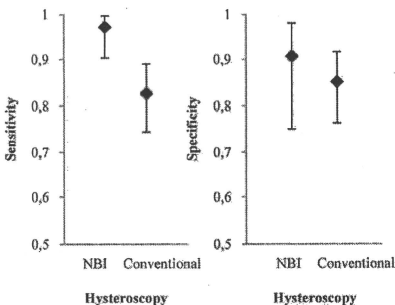 Sensitivity
1
0,9
0,8
0,7
0,6
0,5
NBI Conventional
Hysteroscopy
Specificity
1
0,9
0,8
0,7
0,6
0,5
NBI Conventional
Hysteroscopy